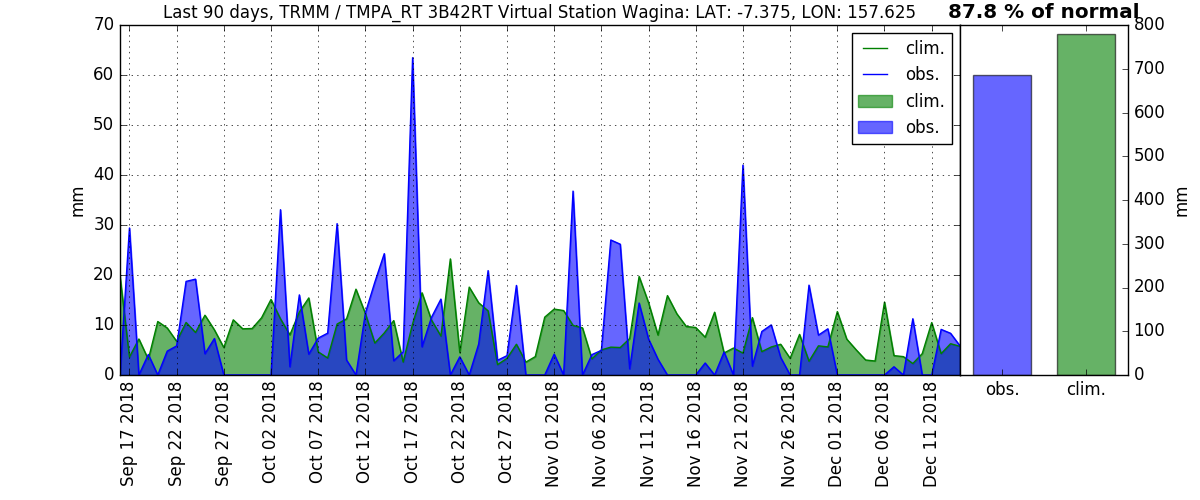 Last 90 days, TRMM / TMPA_RT 3B42RT Virtual Station Wagina: LAT: -7.375, LON: 157.625
87.8 % of normal
70
60
50
40
30
20
10
0
mm
clim.
obs.
clim.
obs.
800
700
600
500
400
300
200
100
0
mm
obs.
clim.
Sep 17 2018
Sep 22 2018
Sep 27 2018
Oct 02 2018
Oct 07 2018
Oct 12 2018
Oct 17 2018
Oct 22 2018
Oct 27 2018
Nov 01 2018
Nov 06 2018
Nov 11 2018
Nov 16 2018
Nov 21 2018
Nov 26 2018
Dec 01 2018
Dec 06 2018
Dec 11 2018